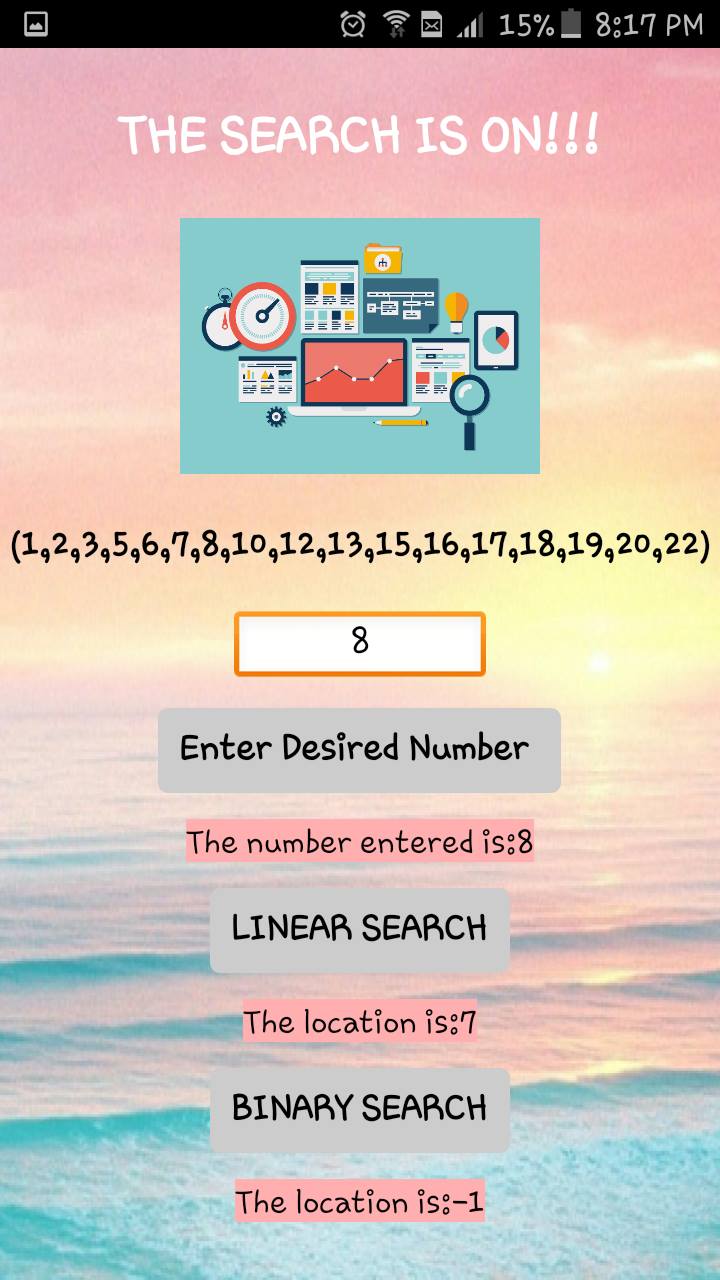 15% 8:17 PM
THE SEARCH IS ON!!!
(1,2,3,5,6,7,8,10,12,13,15,16,17,18,19,20,22)
8
Enter Desired Number
The number entered is:8
LINEAR SEARCH
The location is:7
BINARY SEARCH
The location is:-1